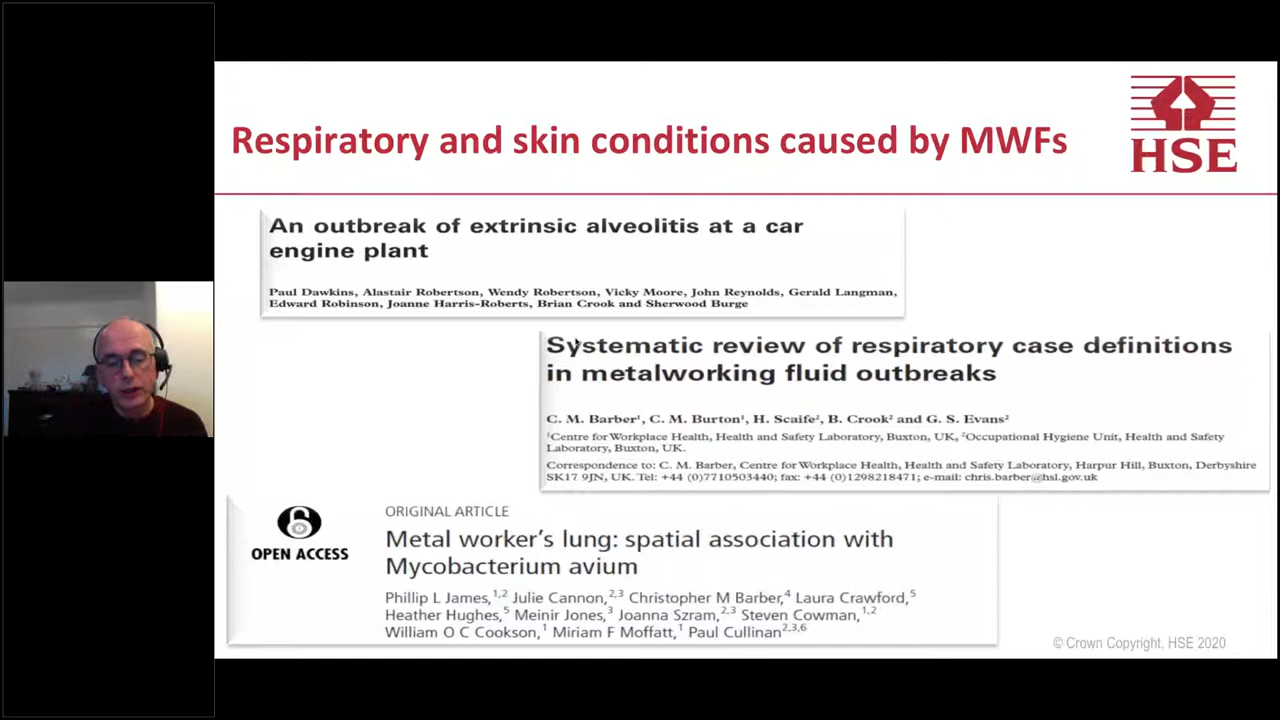 Respiratory and skin conditions caused by MWFs
HSE
An outbreak of extrinsic alveolitis at a car
engine plant
Paul Dawkins, Alastair Robertson, Wendy Robertson, Vicky Moore, John Reynolds, Gerald Langman,
Edward Robinson, Joanne Harris-Roberts, Brian Crook and Sherwood Burge
Systematic review of respiratory case definitions
in metalworking fluid outbreaks
C. M. Barber¹, C. M. Burton¹, H. Scaife², B. Crook² and G. S. Evans²
¹Centre for Workplace Health, Health and Safety Laboratory, Buxton, UK, ²Occupational Hygiene Unit, Health and Safety
Laboratory, Buxton, UK.
Correspondence to: C. M. Barber, Centre for Workplace Health, Health and Safety Laboratory, Harpur Hill, Buxton, Derbyshire
SK17 9JN, UK. Tel: +44 (0)7710503440; fax: +44 (0)1298218471; e-mail: chris.barber@hsl.gov.uk
OPEN ACCESS
ORIGINAL ARTICLE
Metal worker's lung: spatial association with
Mycobacterium avium
Phillip L James,¹,² Julie Cannon,²,³ Christopher M Barber,⁴ Laura Crawford,⁵
Heather Hughes,⁵ Meinir Jones,³ Joanna Szram,²,³ Steven Cowman,¹,²
William O C Cookson,¹ Miriam F Moffatt,¹ Paul Cullinan²,³,⁶
© Crown Copyright, HSE 2020